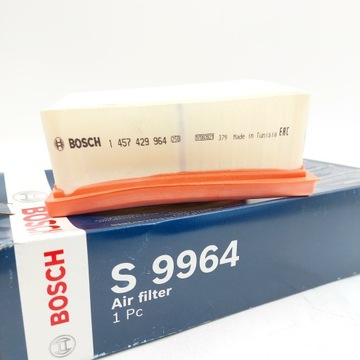 BOSCH 1 457 429 964 379 Made in Tunisia EAC
BOSCH
S 9964
Air filter
1 Pc